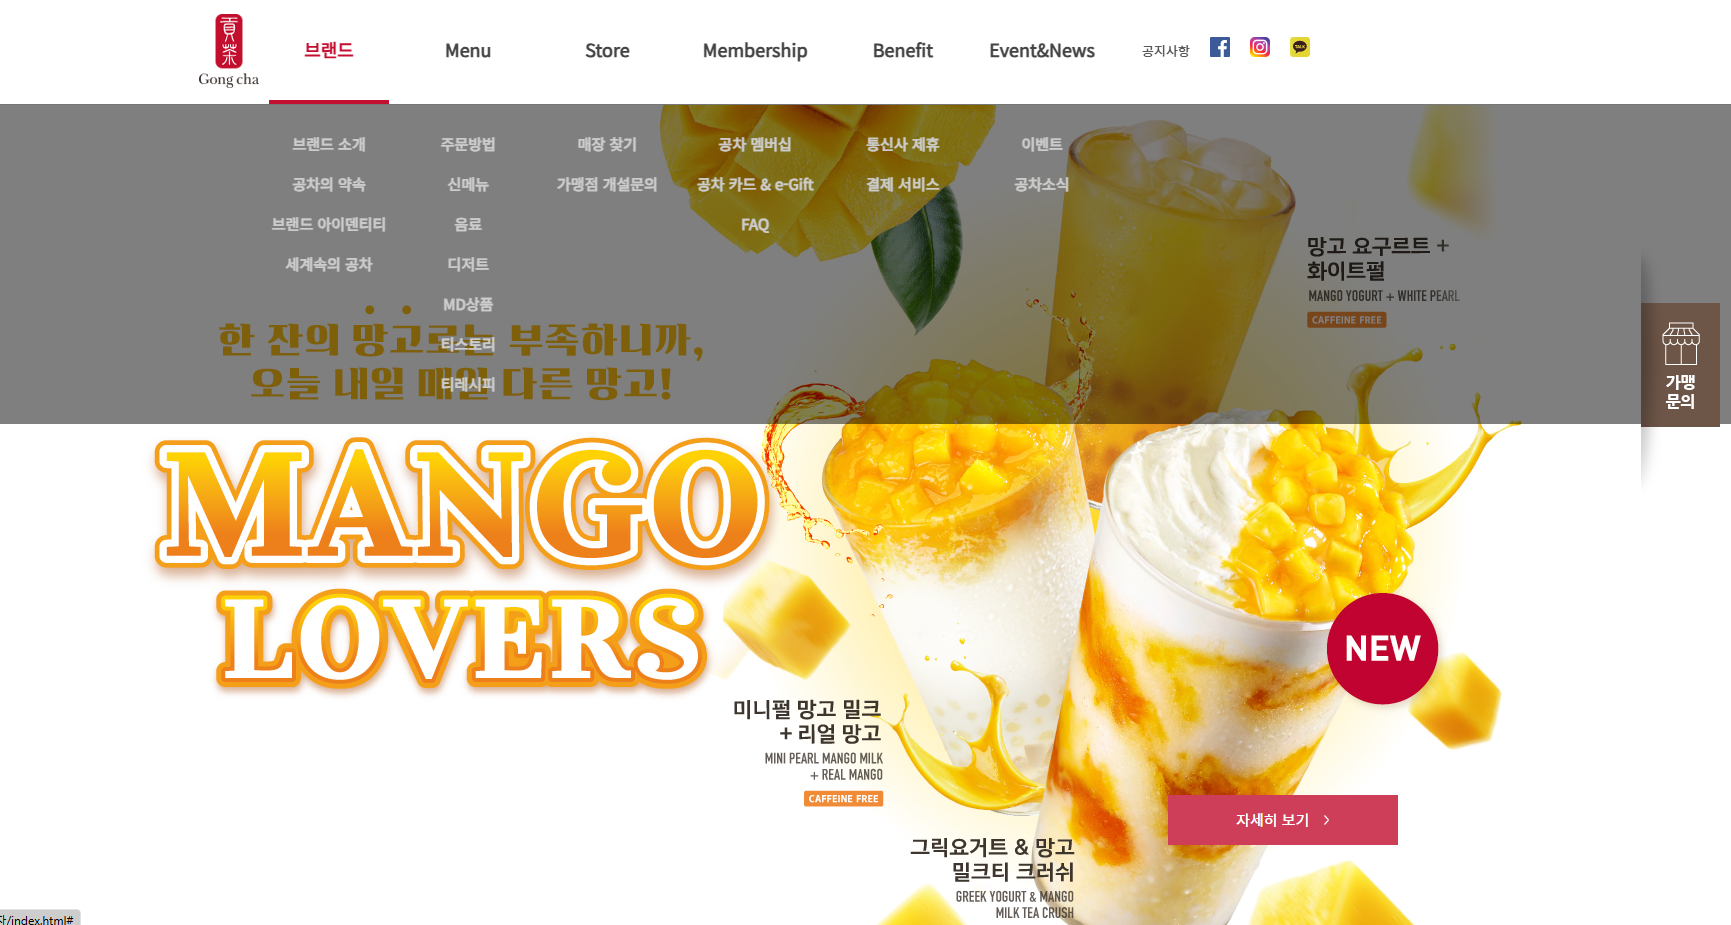 貢茶
Gong cha
브랜드 Menu Store Membership Benefit Event&News 공지사항
TALK
브랜드 소개 주문방법 매장 찾기 공차 멤버십 통신사 제휴 이벤트
공차의 약속 신메뉴 가맹점 개설문의 공차 카드 & e-Gift 결제 서비스 공차소식
브랜드 아이덴티티 음료 FAQ
세계속의 공차 디저트
MD상품
티스토리
티레시피
망고 요구르트 +
화이트펄
MANGO YOGURT + WHITE PEARL
CAFFEINE FREE
한 잔의 망고로는 부족하니까,
오늘 내일 매일 다른 망고!
가맹
문의
MANGO
LOVERS
NEW
미니펄 망고 밀크
+ 리얼 망고
MINI PEARL MANGO MILK
+ REAL MANGO
CAFFEINE FREE
자세히 보기 >
그릭요거트 & 망고
밀크티 크러쉬
GREEK YOGURT & MANGO
MILK TEA CRUSH
/index.html#